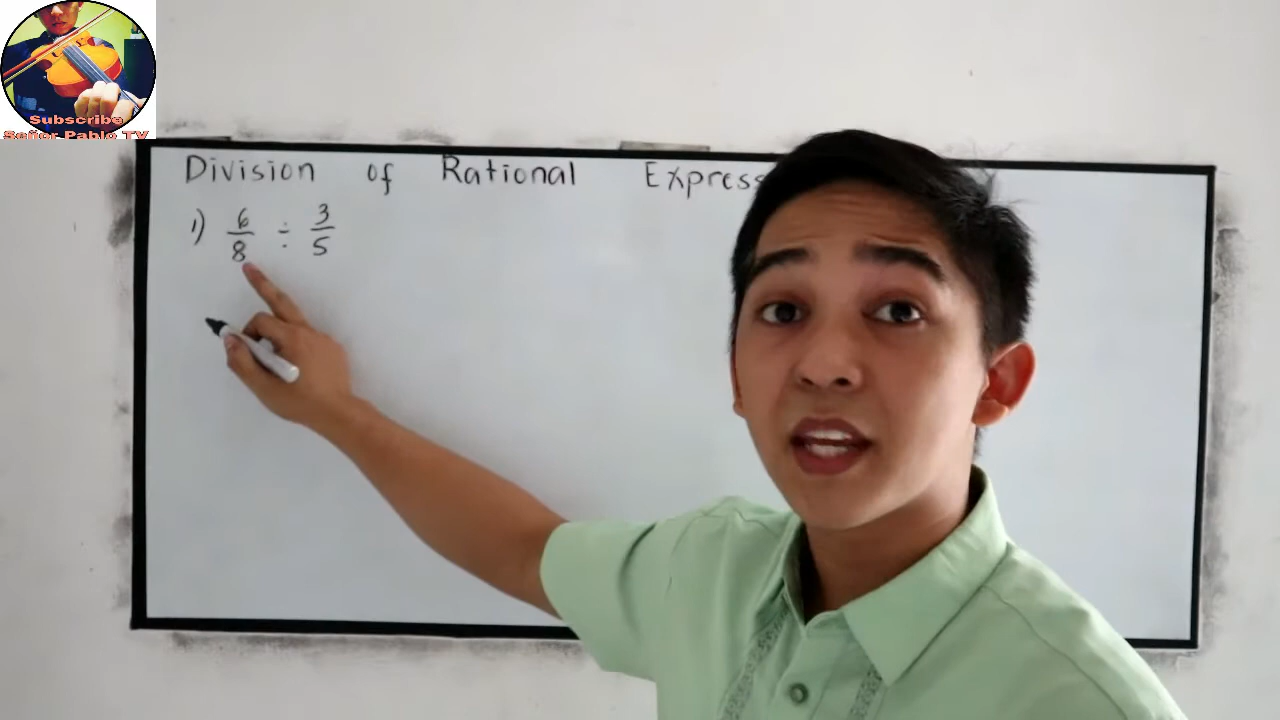 Subscribe
Señor Pablo TV
Division of Rational Express
1) 6/8 ÷ 3/5